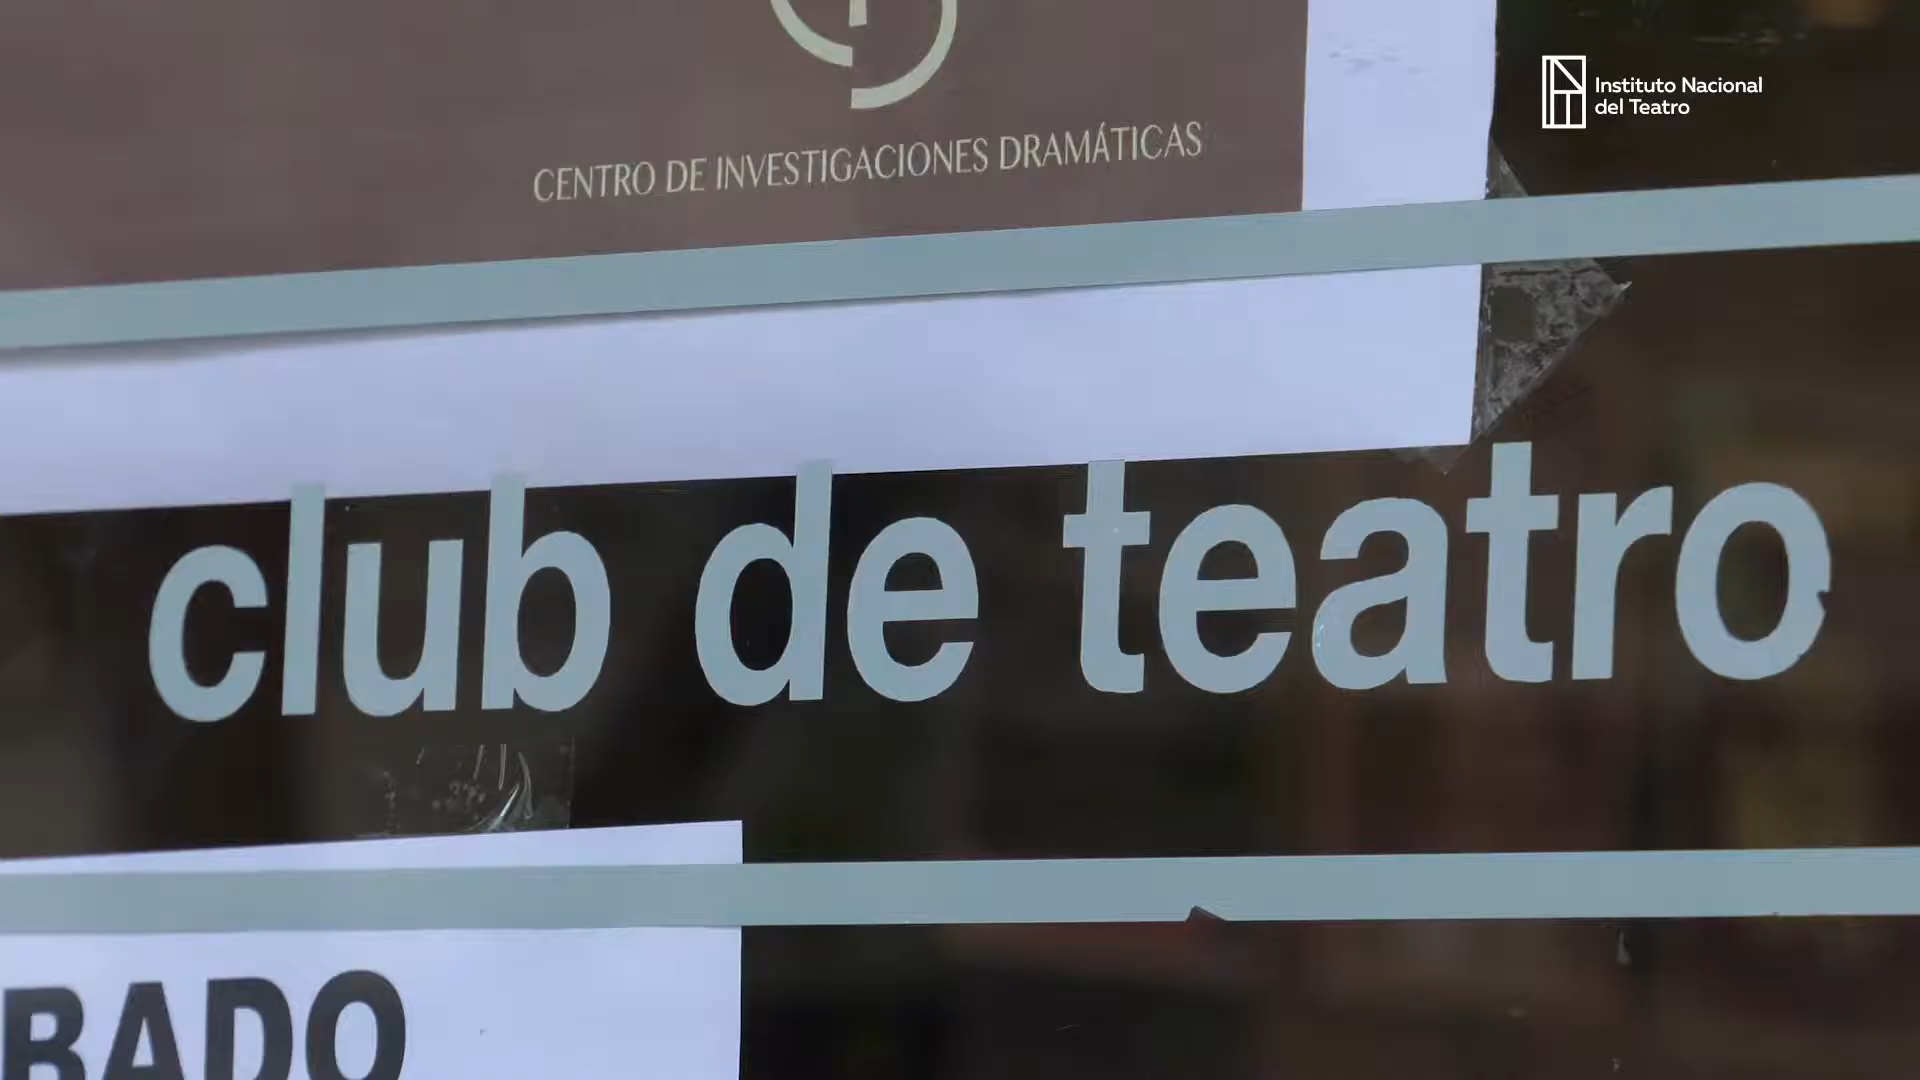 Instituto Nacional
del Teatro
CENTRO DE INVESTIGACIONES DRAMÁTICAS
club de teatro
BADO